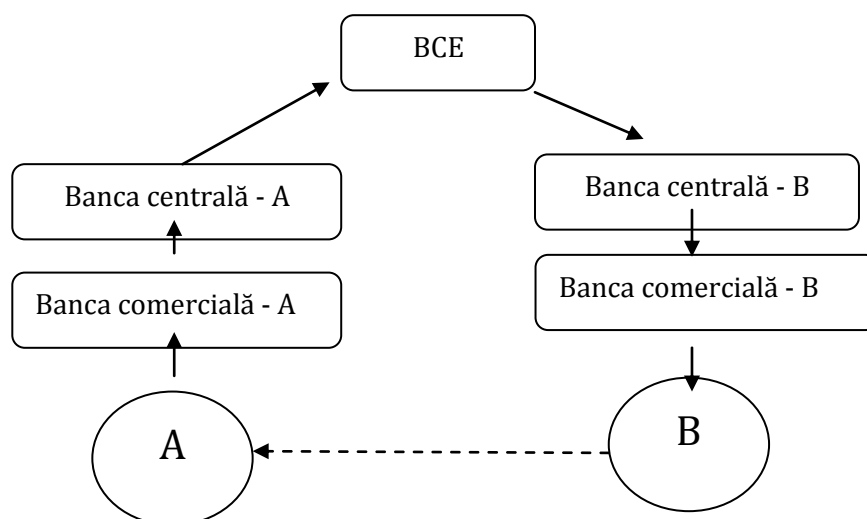 BCE
Banca centrală - A
Banca centrală - B
Banca comercială - A
Banca comercială - B
A
B